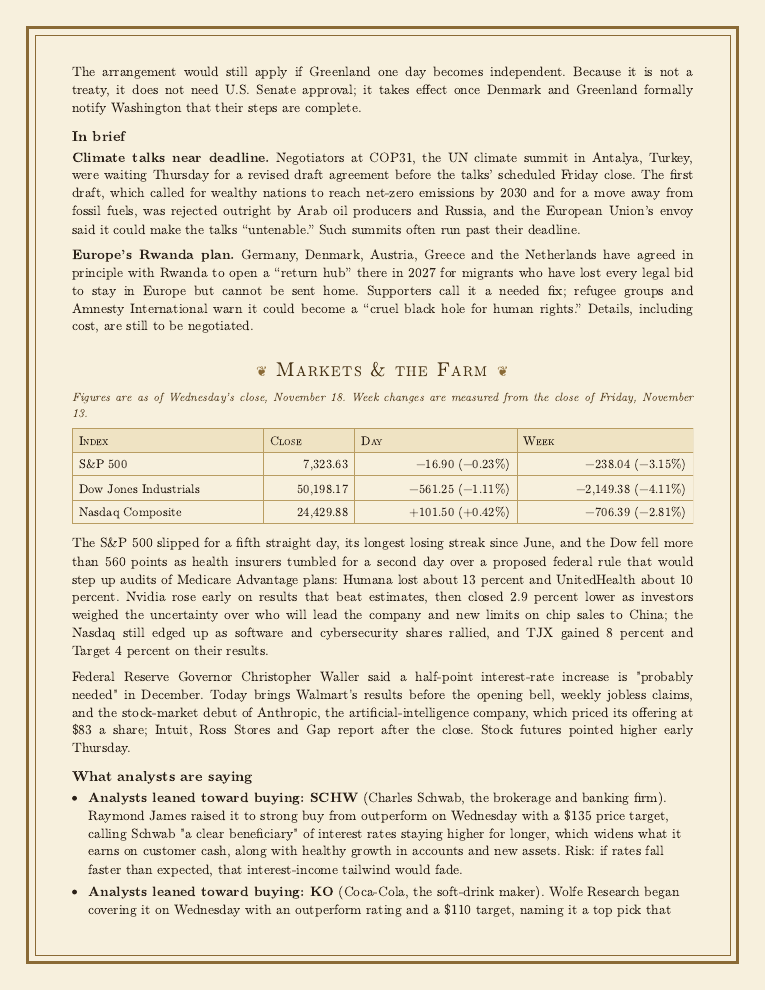 The arrangement would still apply if Greenland one day becomes independent. Because it is not a
treaty, it does not need U.S. Senate approval; it takes effect once Denmark and Greenland formally
notify Washington that their steps are complete.
In brief
Climate talks near deadline. Negotiators at COP31, the UN climate summit in Antalya, Turkey,
were waiting Thursday for a revised draft agreement before the talks’ scheduled Friday close. The first
draft, which called for wealthy nations to reach net-zero emissions by 2030 and for a move away from
fossil fuels, was rejected outright by Arab oil producers and Russia, and the European Union’s envoy
said it could make the talks “untenable.” Such summits often run past their deadline.
Europe’s Rwanda plan. Germany, Denmark, Austria, Greece and the Netherlands have agreed in
principle with Rwanda to open a “return hub” there in 2027 for migrants who have lost every legal bid
to stay in Europe but cannot be sent home. Supporters call it a needed fix; refugee groups and
Amnesty International warn it could become a “cruel black hole for human rights.” Details, including
cost, are still to be negotiated.
❦ Markets & the Farm ❦
Figures are as of Wednesday’s close, November 18. Week changes are measured from the close of Friday, November
13.
Index Close Day Week
S&P 500 7,323.63 −16.90 (−0.23%) −238.04 (−3.15%)
Dow Jones Industrials 50,198.17 −561.25 (−1.11%) −2,149.38 (−4.11%)
Nasdaq Composite 24,429.88 +101.50 (+0.42%) −706.39 (−2.81%)
The S&P 500 slipped for a fifth straight day, its longest losing streak since June, and the Dow fell more
than 560 points as health insurers tumbled for a second day over a proposed federal rule that would
step up audits of Medicare Advantage plans: Humana lost about 13 percent and UnitedHealth about 10
percent. Nvidia rose early on results that beat estimates, then closed 2.9 percent lower as investors
weighed the uncertainty over who will lead the company and new limits on chip sales to China; the
Nasdaq still edged up as software and cybersecurity shares rallied, and TJX gained 8 percent and
Target 4 percent on their results.
Federal Reserve Governor Christopher Waller said a half-point interest-rate increase is "probably
needed" in December. Today brings Walmart’s results before the opening bell, weekly jobless claims,
and the stock-market debut of Anthropic, the artificial-intelligence company, which priced its offering at
$83 a share; Intuit, Ross Stores and Gap report after the close. Stock futures pointed higher early
Thursday.
What analysts are saying
• Analysts leaned toward buying: SCHW (Charles Schwab, the brokerage and banking firm).
Raymond James raised it to strong buy from outperform on Wednesday with a $135 price target,
calling Schwab "a clear beneficiary" of interest rates staying higher for longer, which widens what it
earns on customer cash, along with healthy growth in accounts and new assets. Risk: if rates fall
faster than expected, that interest-income tailwind would fade.
• Analysts leaned toward buying: KO (Coca-Cola, the soft-drink maker). Wolfe Research began
covering it on Wednesday with an outperform rating and a $110 target, naming it a top pick that